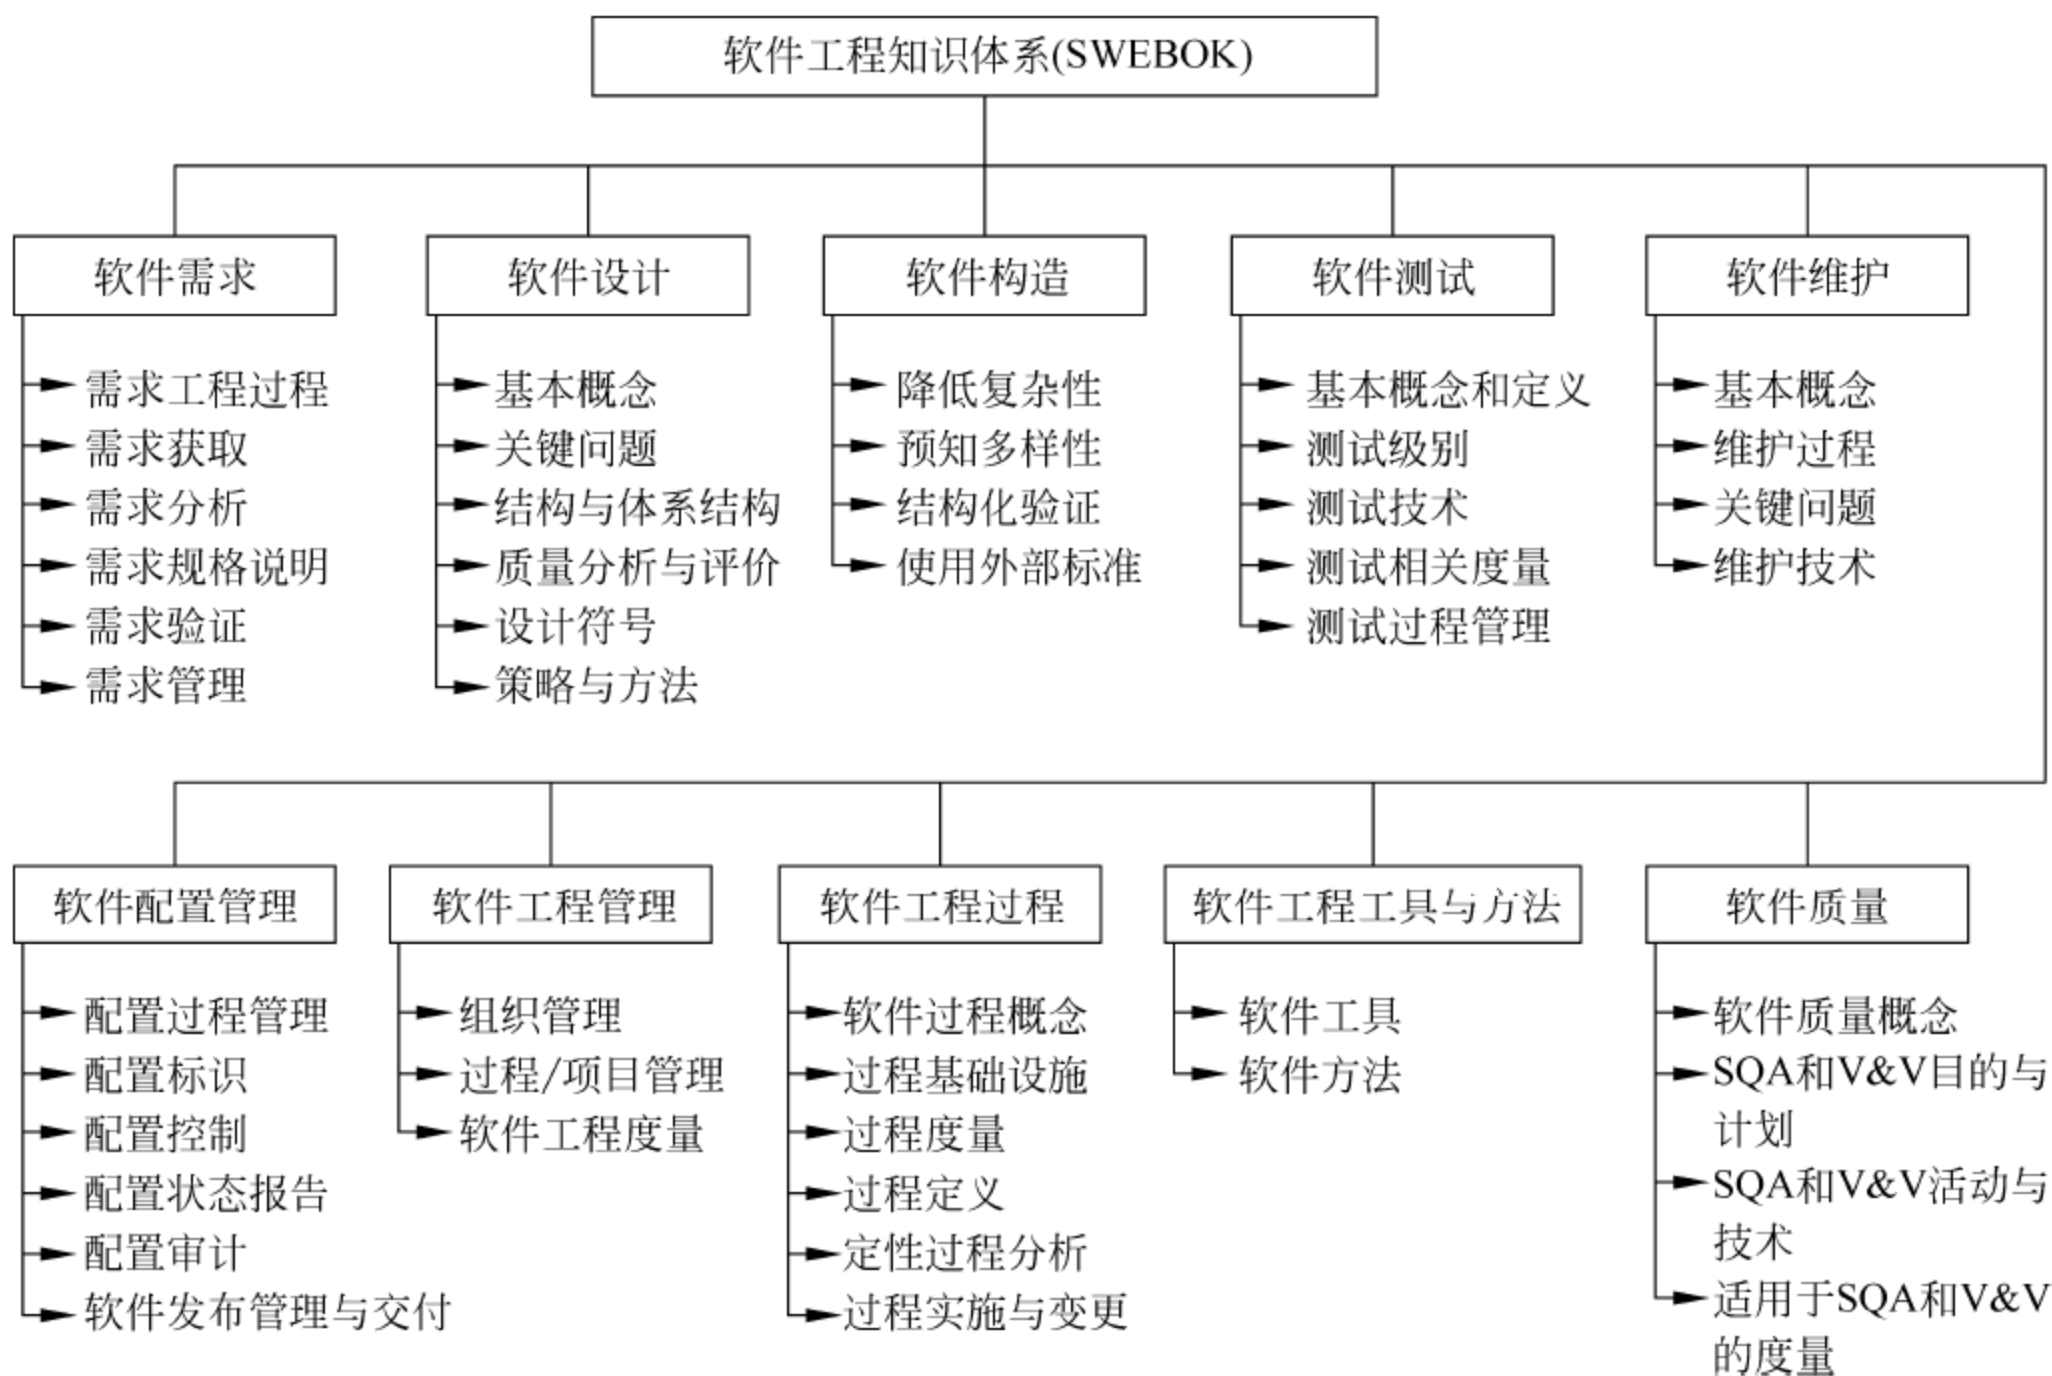 软件工程知识体系(SWEBOK)
软件需求
需求工程过程
需求获取
需求分析
需求规格说明
需求验证
需求管理
软件设计
基本概念
关键问题
结构与体系结构
质量分析与评价
设计符号
策略与方法
软件构造
降低复杂性
预知多样性
结构化验证
使用外部标准
软件测试
基本概念和定义
测试级别
测试技术
测试相关度量
测试过程管理
软件维护
基本概念
维护过程
关键问题
维护技术
软件配置管理
配置过程管理
配置标识
配置控制
配置状态报告
配置审计
软件发布管理与交付
软件工程管理
组织管理
过程/项目管理
软件工程度量
软件工程过程
软件过程概念
过程基础设施
过程度量
过程定义
定性过程分析
过程实施与变更
软件工程工具与方法
软件工具
软件方法
软件质量
软件质量概念
SQA和V&V目的与
计划
SQA和V&V活动与
技术
适用于SQA和V&V
的度量